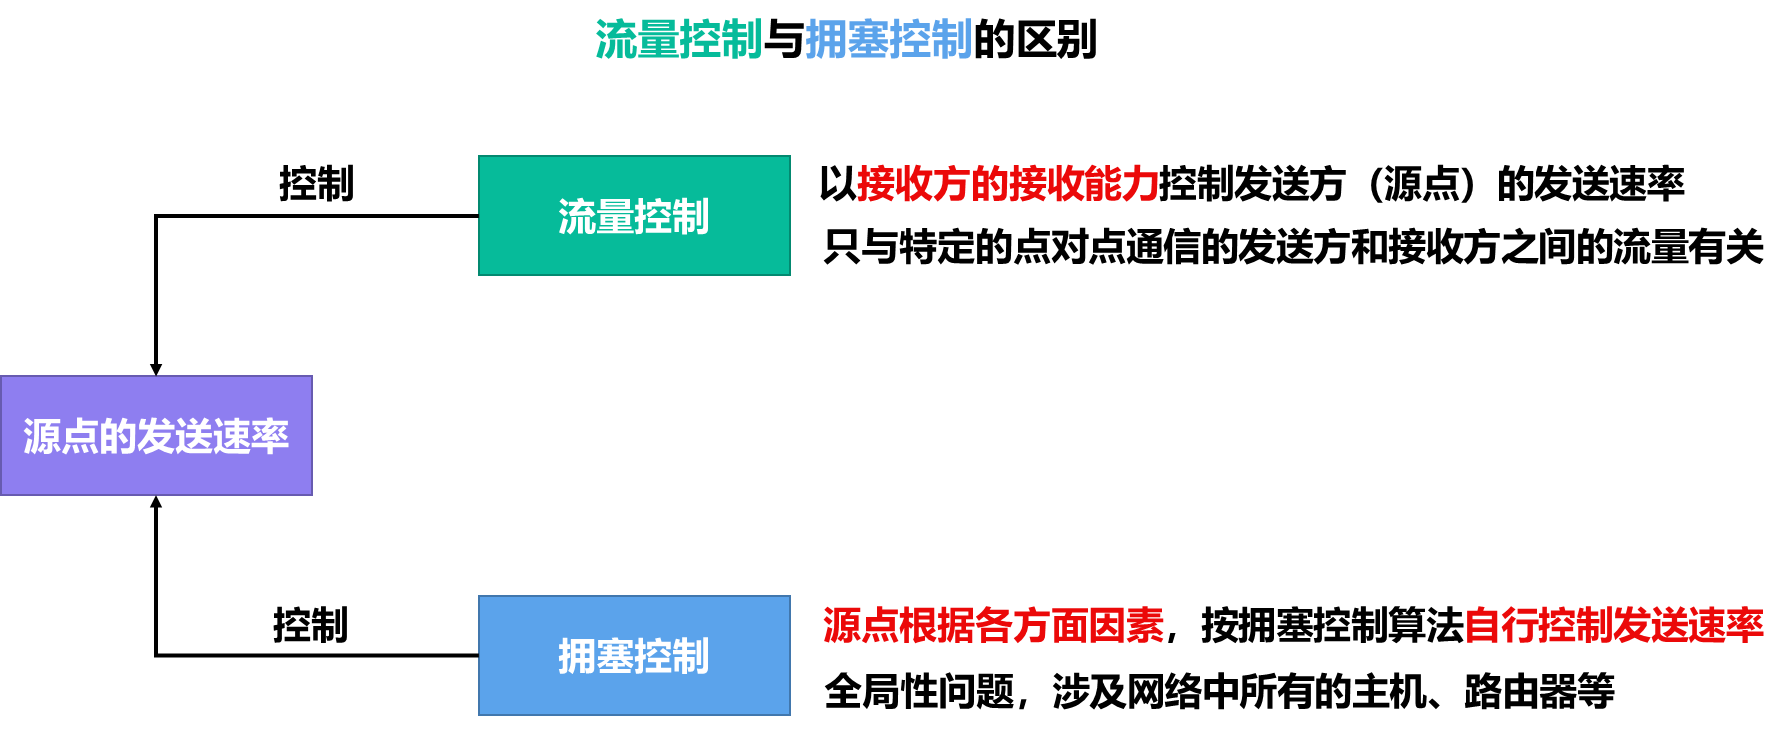 流量控制与拥塞控制的区别
控制
流量控制
以接收方的接收能力控制发送方（源点）的发送速率
只与特定的点对点通信的发送方和接收方之间的流量有关
源点的发送速率
控制
拥塞控制
源点根据各方面因素，按拥塞控制算法自行控制发送速率
全局性问题，涉及网络中所有的主机、路由器等